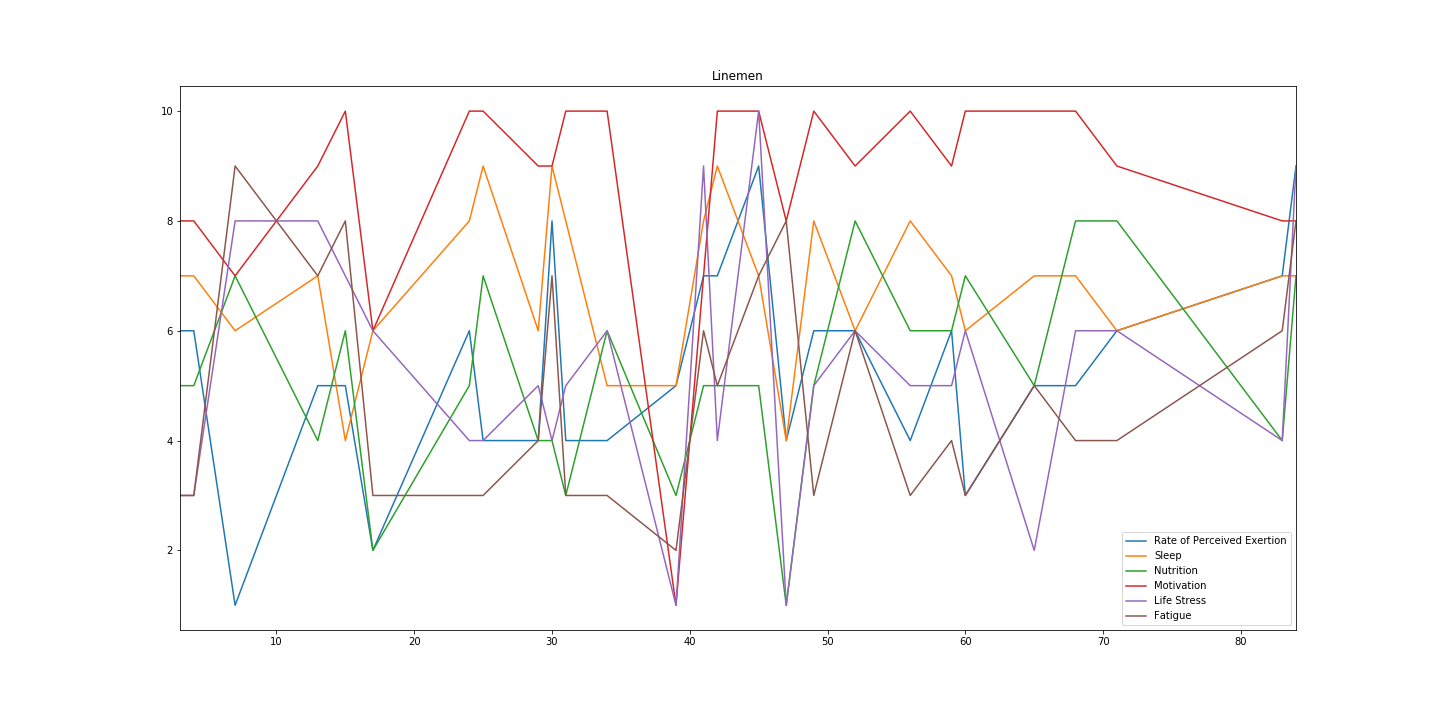 Linemen
10
8
6
4
2
10 20 30 40 50 60 70 80
Rate of Perceived Exertion
Sleep
Nutrition
Motivation
Life Stress
Fatigue